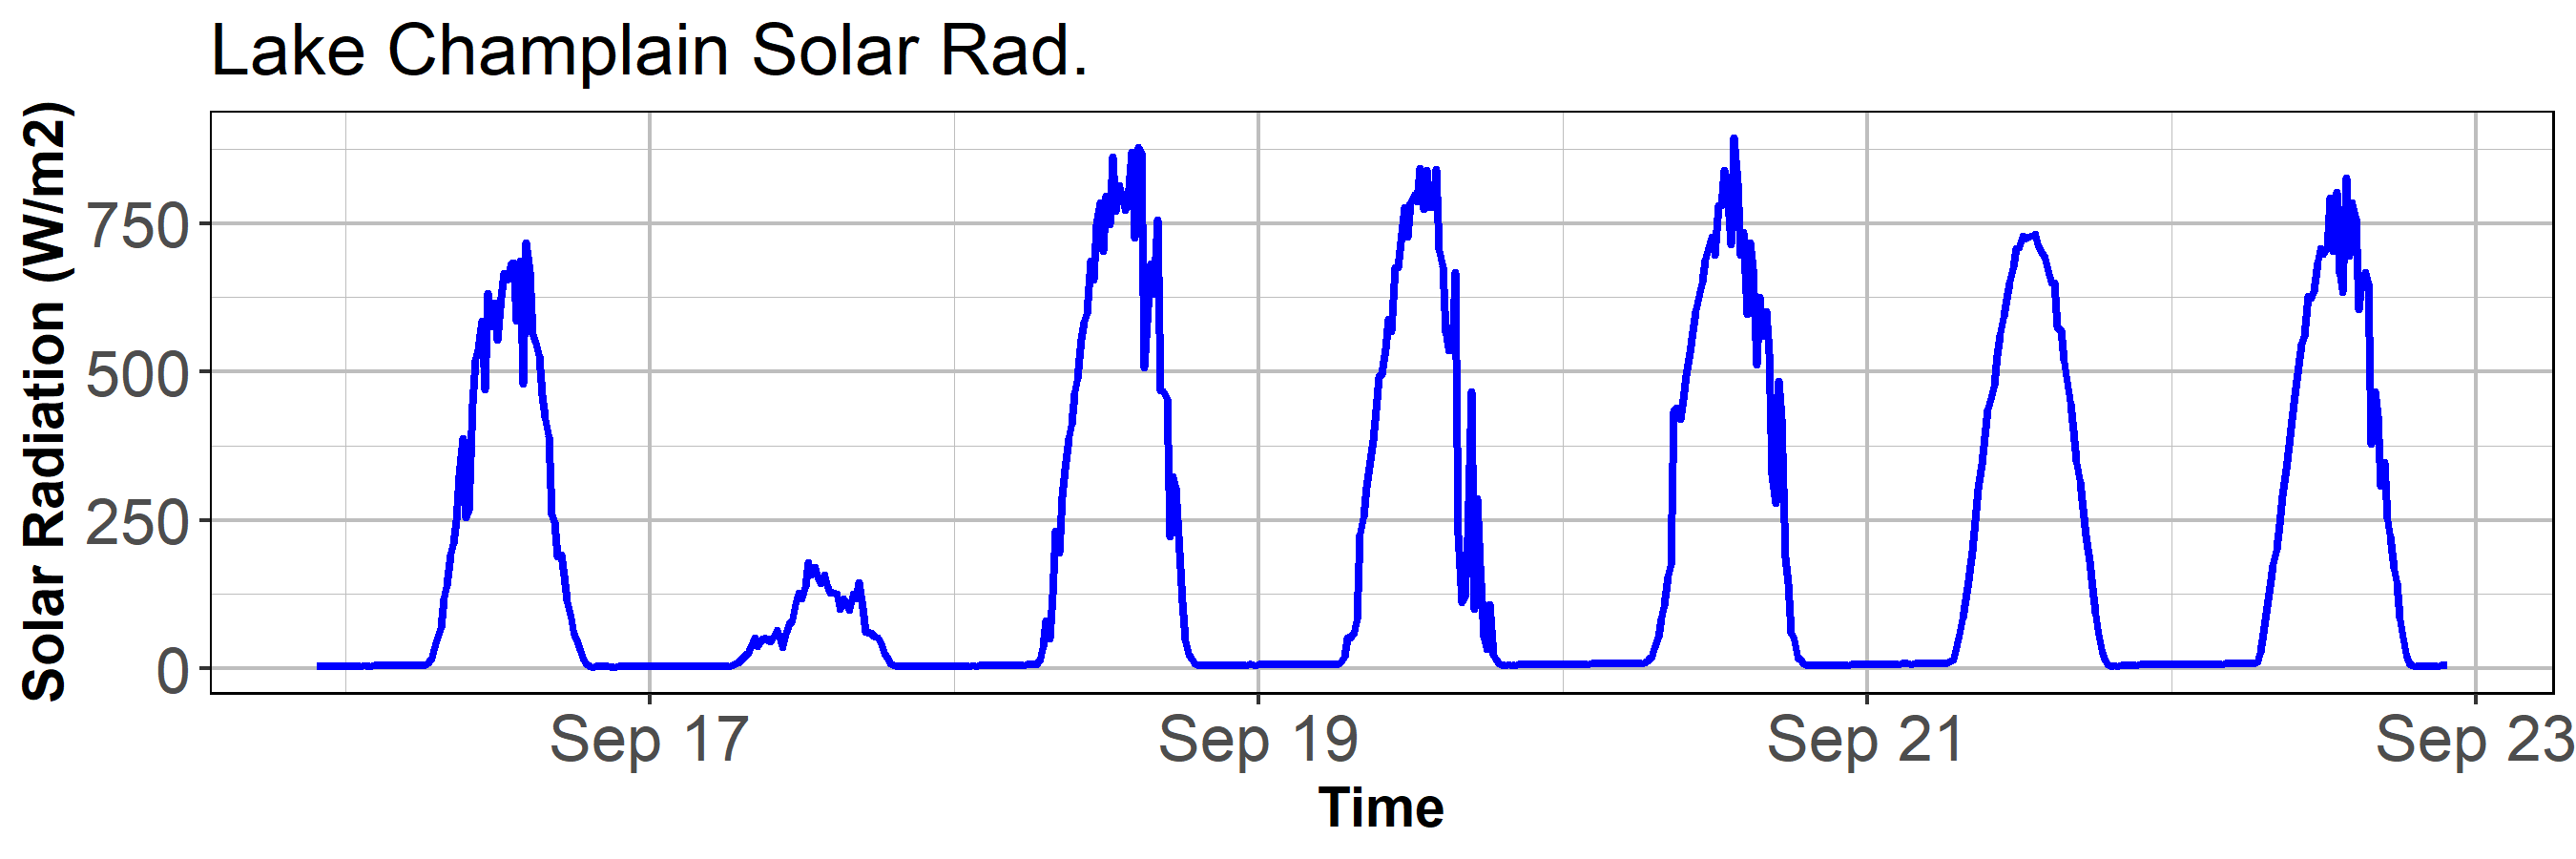 Lake Champlain Solar Rad.
Solar Radiation (W/m2)
750
500
250
0
Sep 17
Sep 19
Sep 21
Sep 23
Time